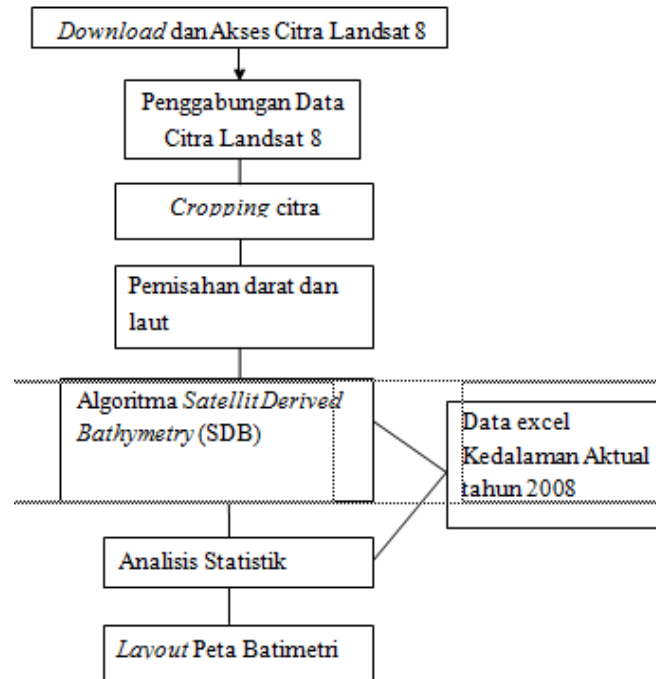 Download dan Akses Citra Landsat 8
Penggabungan Data
Citra Landsat 8
Cropping citra
Pemisahan darat dan
laut
Algoritma Satellit Derived
Bathymetry (SDB)
Data excel
Kedalaman Aktual
tahun 2008
Analisis Statistik
Layout Peta Batimetri